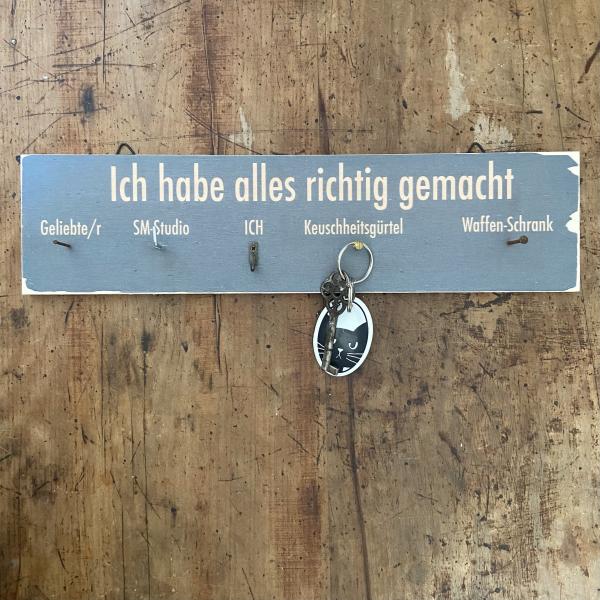 Ich habe alles richtig gemacht
Geliebte/r SM-Studio ICH Keuschheitsgürtel Waffen-Schrank